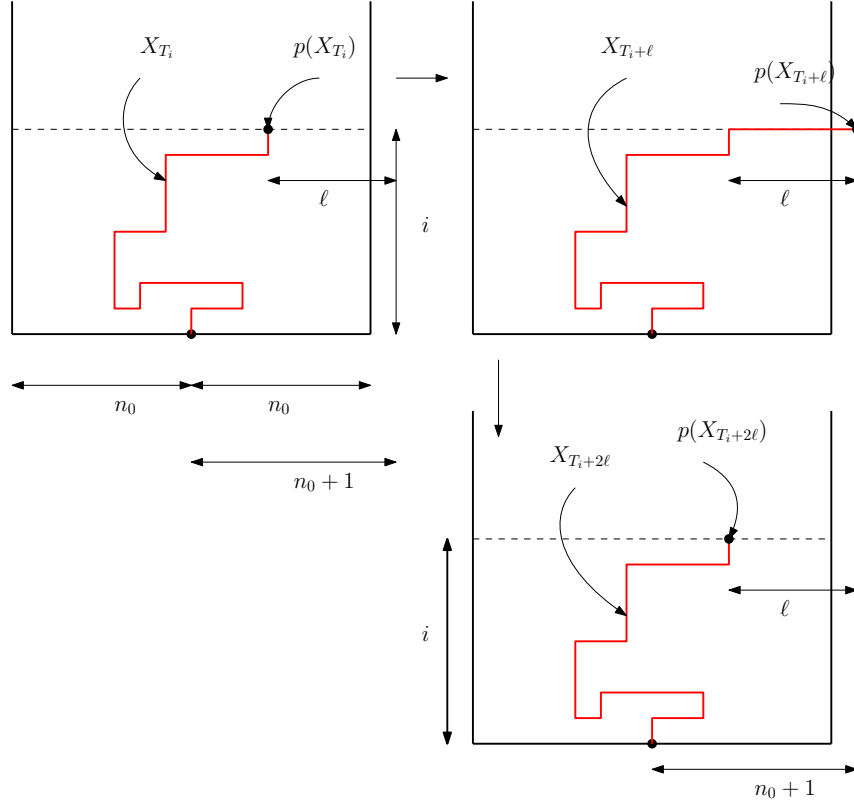 $X_{T_i}$
$p(X_{T_i})$
$\ell$
$i$
$n_0$
$n_0$
$n_0 + 1$
$X_{T_i+\ell}$
$p(X_{T_i+\ell})$
$\ell$
$X_{T_i+2\ell}$
$p(X_{T_i+2\ell})$
$\ell$
$i$
$n_0 + 1$